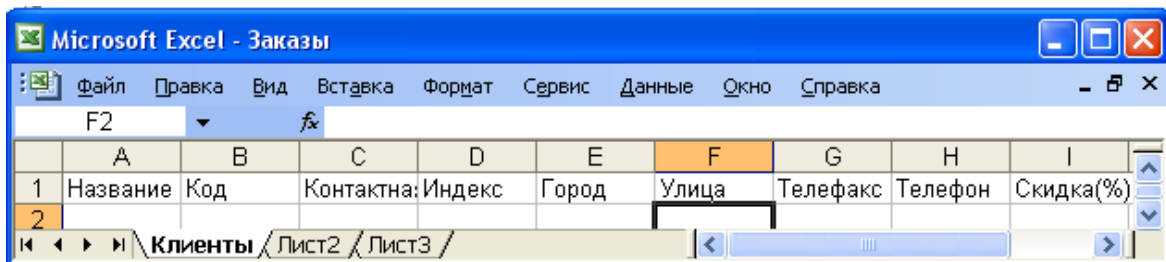 Microsoft Excel - Заказы
Файл Правка Вид Вставка Формат Сервис Данные Окно Справка
F2 fx
A B C D E F G H I
1 Название Код Контактна Индекс Город Улица Телефакс Телефон Скидка(%)
2
Клиенты Лист2 Лист3